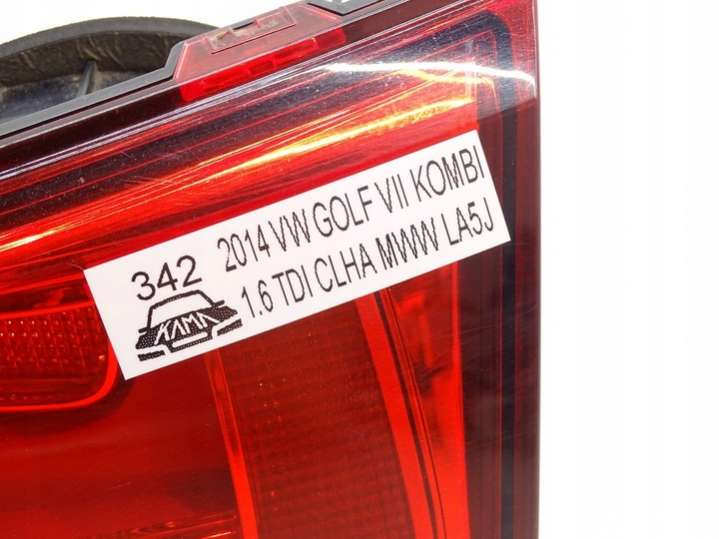 342
KAMA
2014 VW GOLF VII KOMBI
1.6 TDI CLHA MWW LA5J